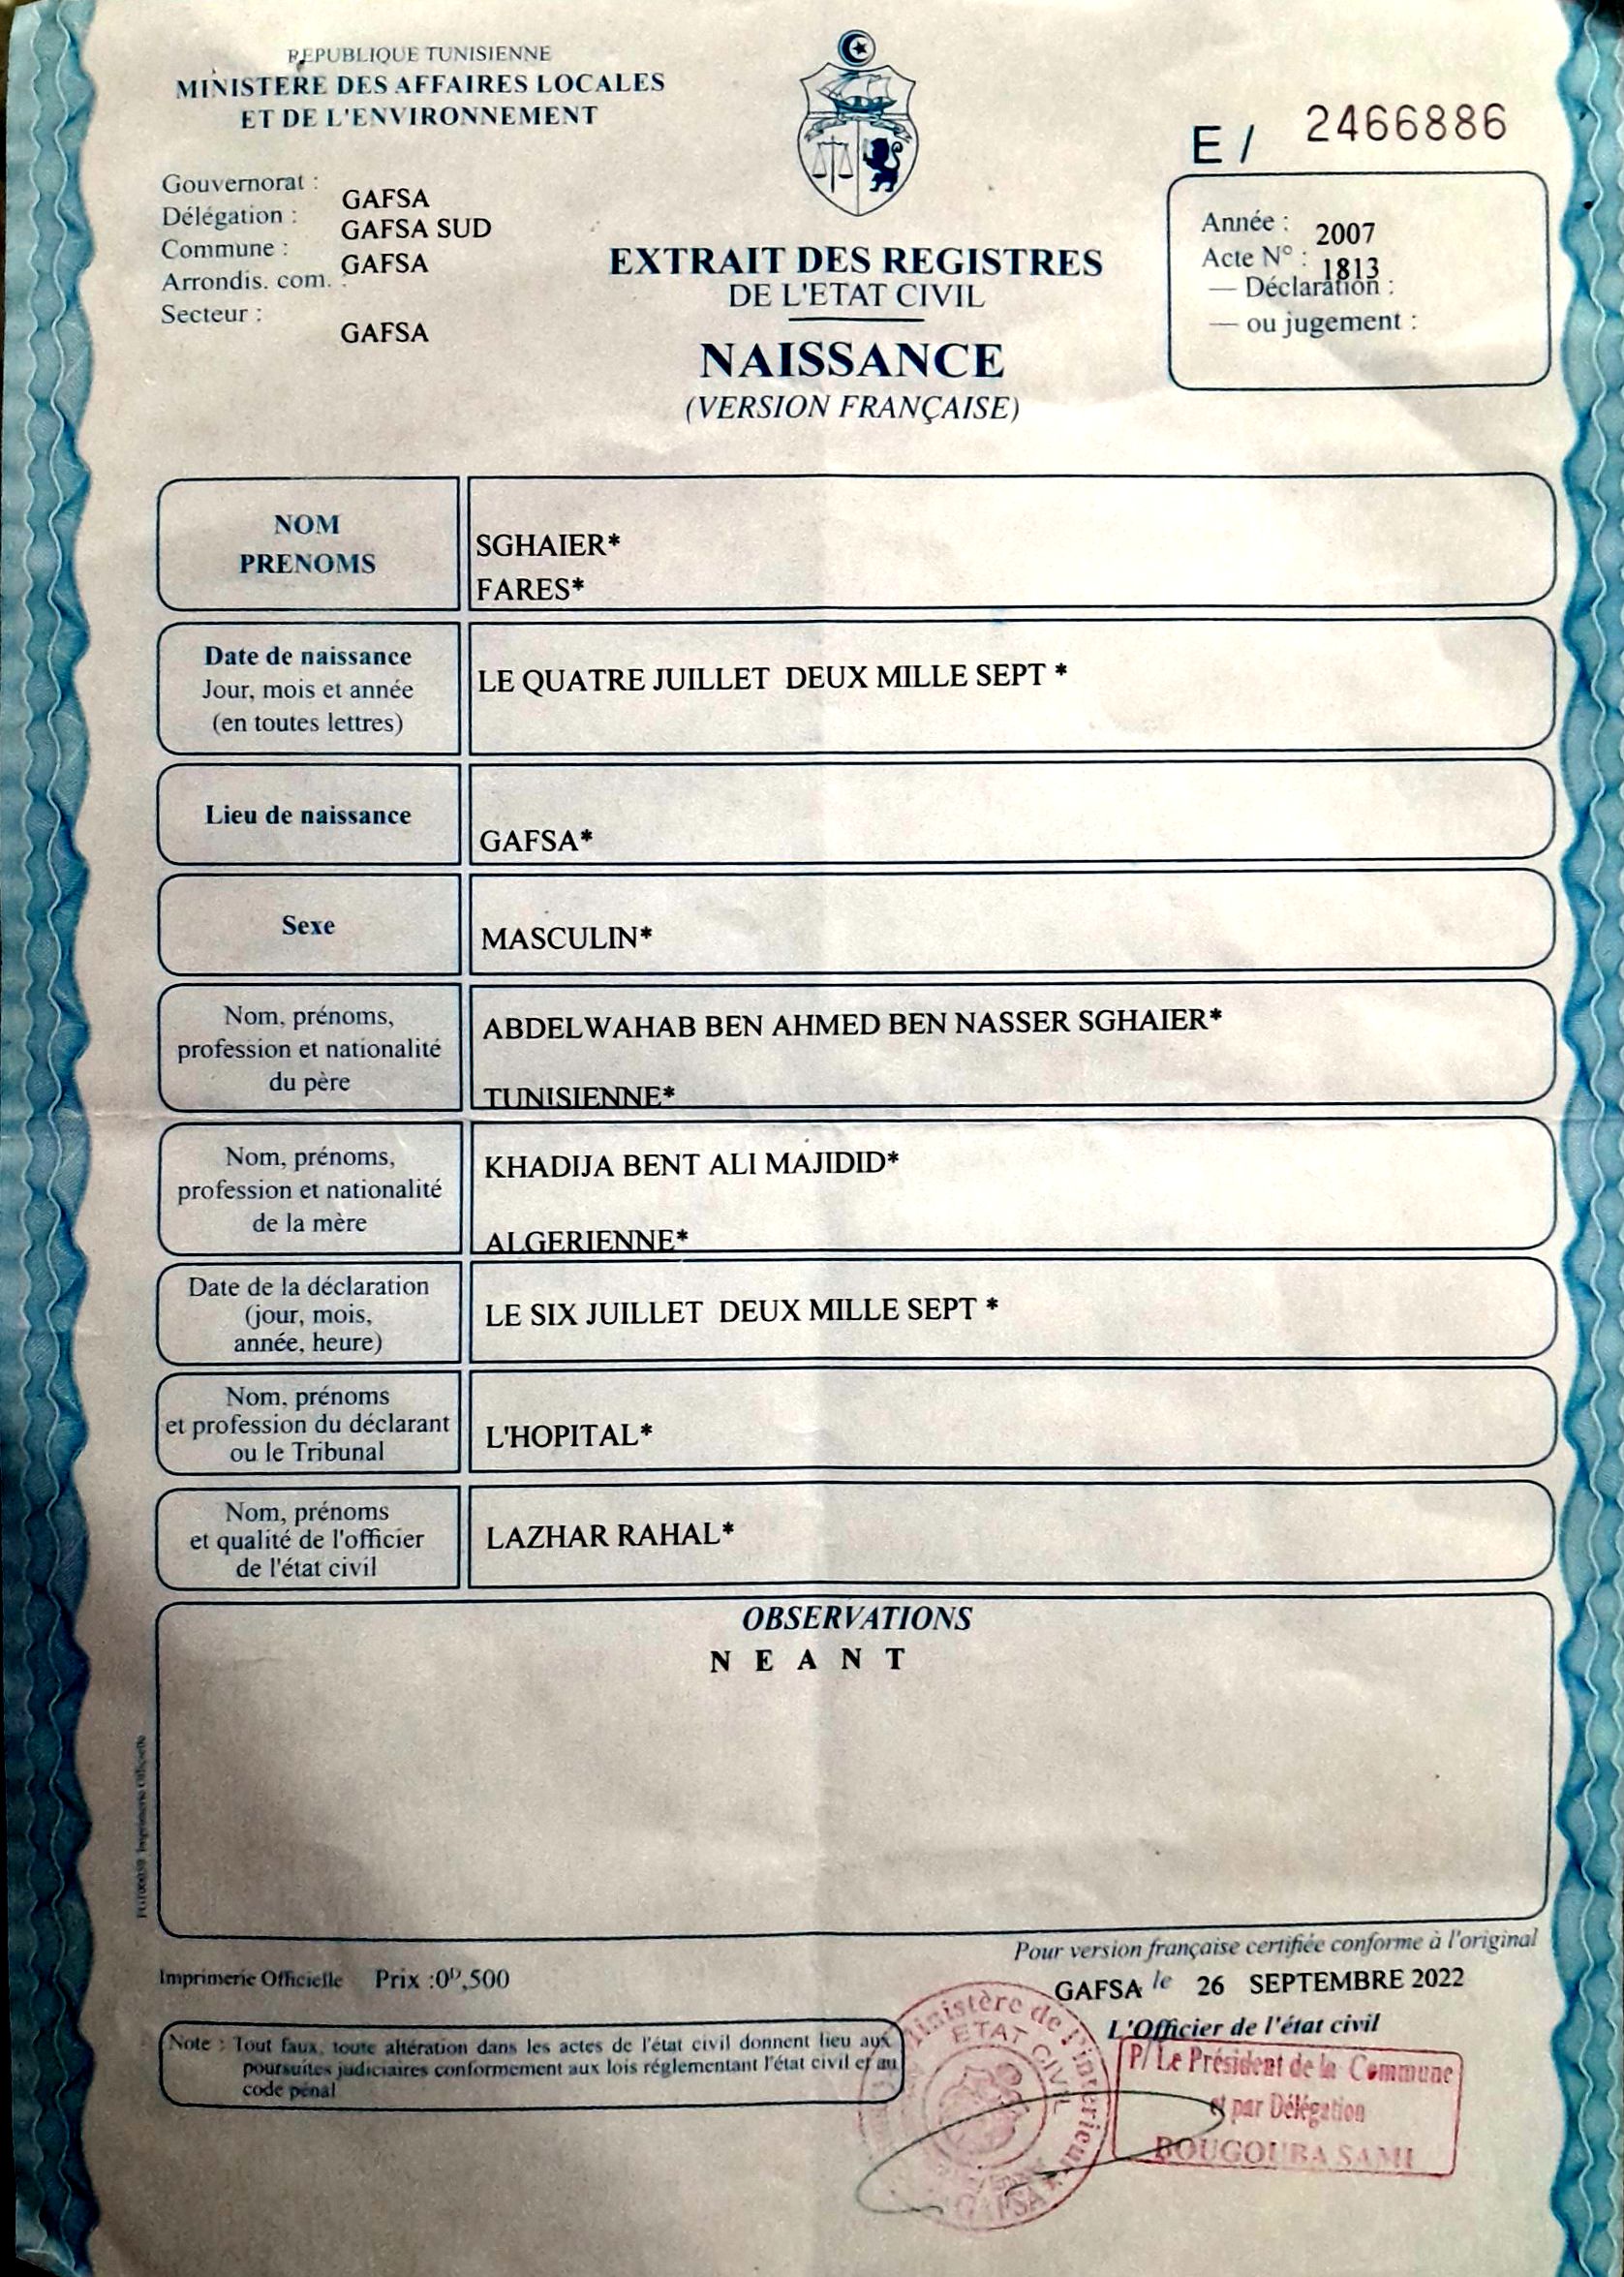 REPUBLIQUE TUNISIENNE
MINISTERE DES AFFAIRES LOCALES
ET DE L'ENVIRONNEMENT
E / 2466886
Gouvernorat : GAFSA
Délégation : GAFSA SUD
Commune : GAFSA
Arrondis. com. :
Secteur : GAFSA
EXTRAIT DES REGISTRES
DE L'ETAT CIVIL
NAISSANCE
(VERSION FRANÇAISE)
Année : 2007
Acte N° : 1813
— Déclaration :
— ou jugement :
NOM
PRENOMS
SGHAIER*
FARES*
Date de naissance
Jour, mois et année
(en toutes lettres)
LE QUATRE JUILLET DEUX MILLE SEPT *
Lieu de naissance
GAFSA*
Sexe
MASCULIN*
Nom, prénoms,
profession et nationalité
du père
ABDELWAHAB BEN AHMED BEN NASSER SGHAIER*
TUNISIENNE*
Nom, prénoms,
profession et nationalité
de la mère
KHADIJA BENT ALI MAJIDID*
ALGERIENNE*
Date de la déclaration
(jour, mois,
année, heure)
LE SIX JUILLET DEUX MILLE SEPT *
Nom, prénoms
et profession du déclarant
ou le Tribunal
L'HOPITAL*
Nom, prénoms
et qualité de l'officier
de l'état civil
LAZHAR RAHAL*
OBSERVATIONS
N E A N T
Imprimerie Officielle
Pour version française certifiée conforme à l'original
Imprimerie Officielle Prix :0ᴰ,500
GAFSA le 26 SEPTEMBRE 2022
L'Officier de l'état civil
Note : Tout faux, toute altération dans les actes de l'état civil donnent lieu aux
poursuites judiciaires conformement aux lois réglementant l'état civil et au
code pénal
Ministère de l'Intérieur
ETAT CIVIL
GAFSA
P/ Le Président de la Commune
et par Délégation
BOUGOUBA SAMI